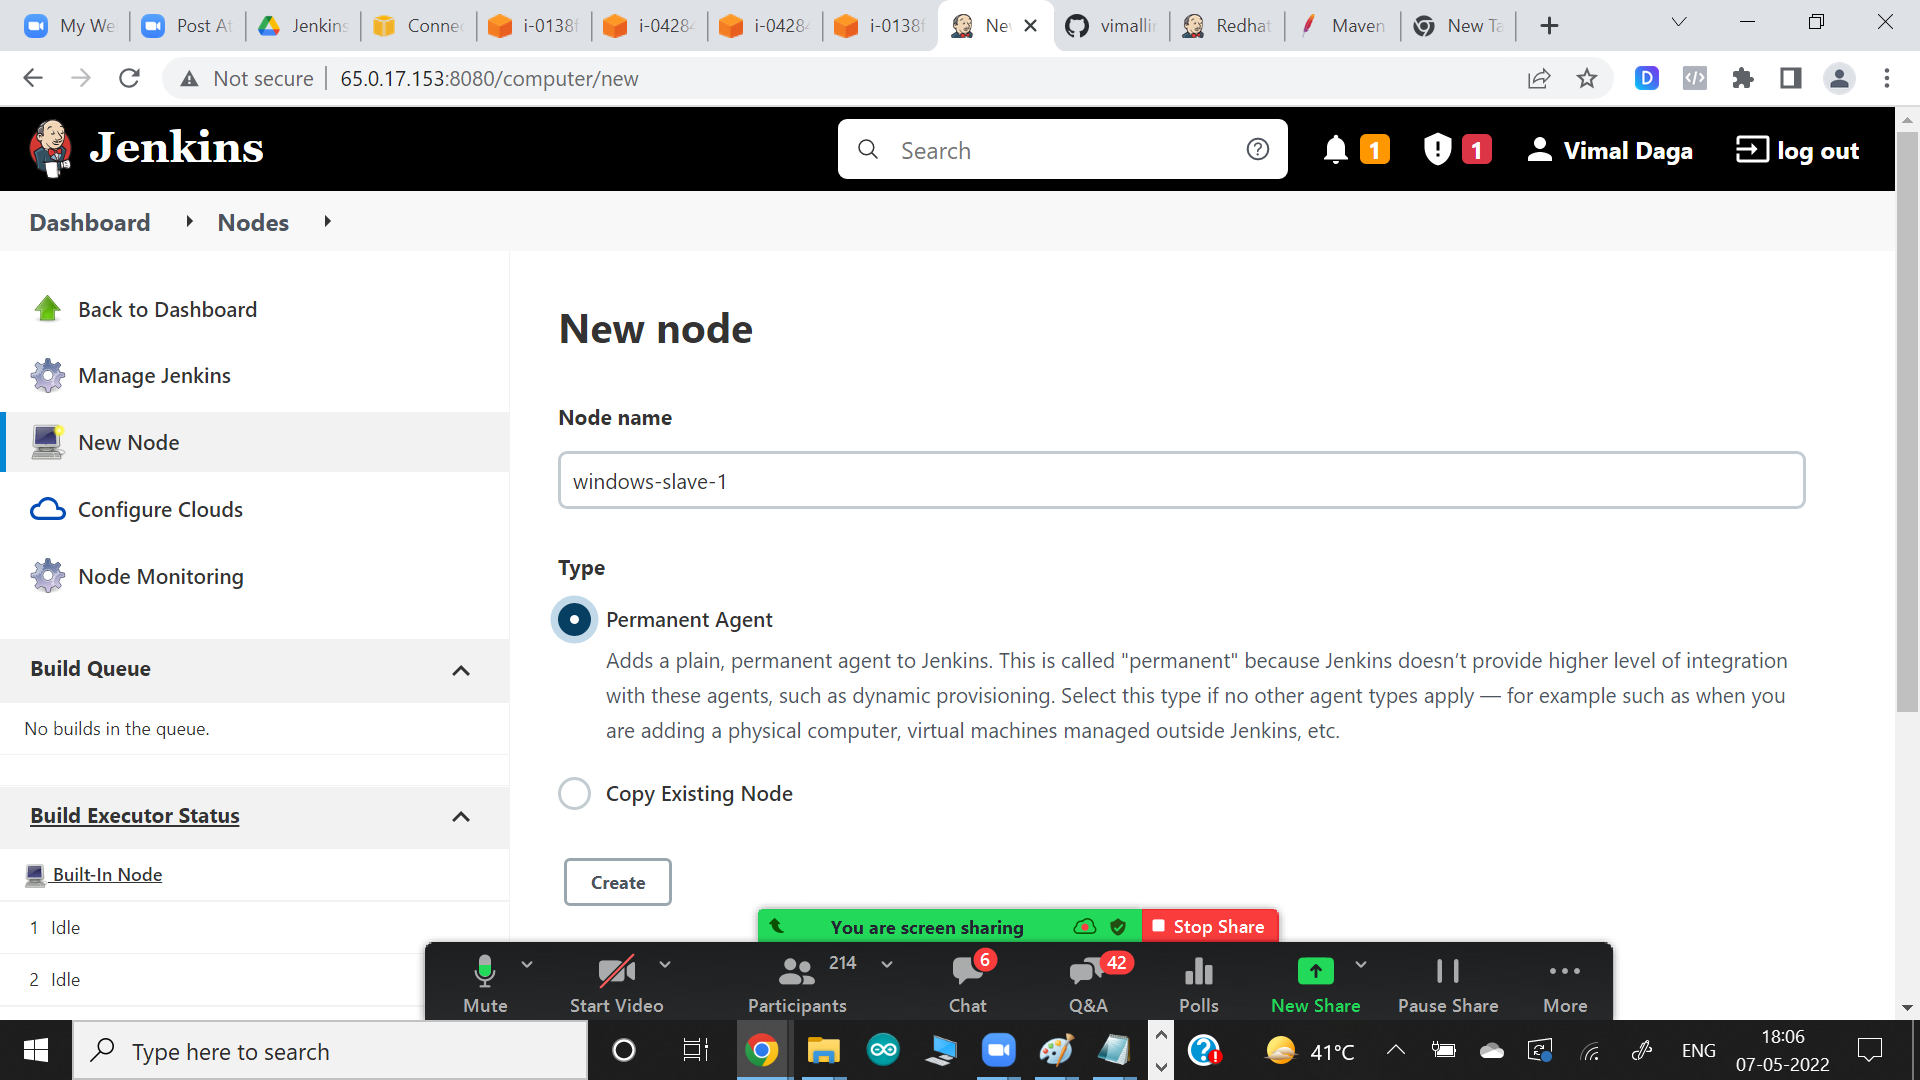 My We
Post At
Jenkins
Connec
i-0138f
i-04284
i-04284
i-0138f
Ne
vimallin
Redhat
Maven
New Ta
Not secure
65.0.17.153:8080/computer/new
Jenkins
Search
1
1
Vimal Daga
log out
Dashboard
Nodes
Back to Dashboard
Manage Jenkins
New Node
Configure Clouds
Node Monitoring
Build Queue
No builds in the queue.
Build Executor Status
Built-In Node
1 Idle
2 Idle
New node
Node name
windows-slave-1
Type
Permanent Agent
Adds a plain, permanent agent to Jenkins. This is called "permanent" because Jenkins doesn’t provide higher level of integration
with these agents, such as dynamic provisioning. Select this type if no other agent types apply — for example such as when you
are adding a physical computer, virtual machines managed outside Jenkins, etc.
Copy Existing Node
Create
You are screen sharing
Stop Share
214
6
42
Mute
Start Video
Participants
Chat
Q&A
Polls
New Share
Pause Share
More
Type here to search
41°C
ENG
18:06
07-05-2022